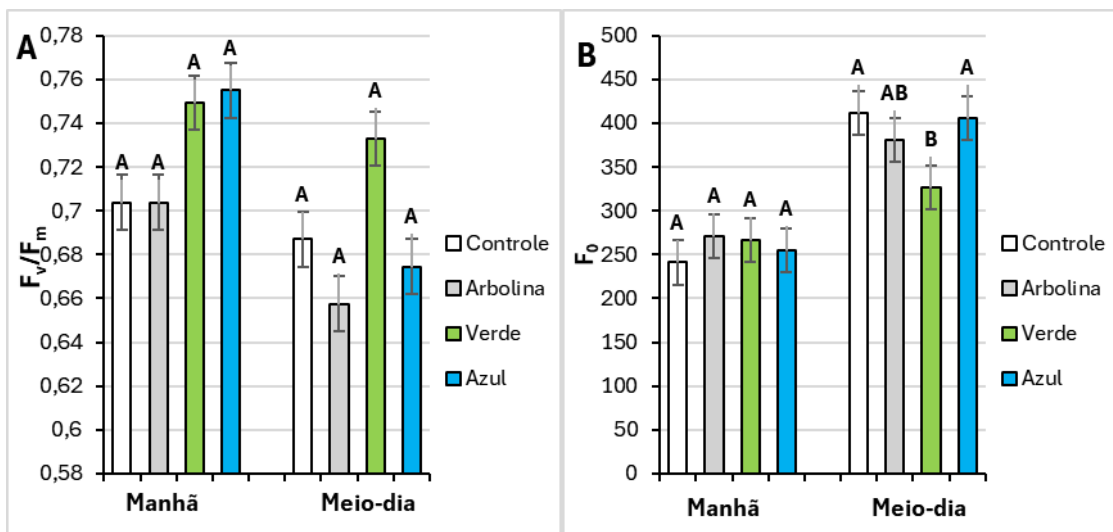 A
0,78
0,76
0,74
0,72
0,7
0,68
0,66
0,64
0,62
0,6
0,58
Fv/Fm
A A A A
A A A A
Manhã Meio-dia
Controle
Arbolina
Verde
Azul
B
500
450
400
350
300
250
200
150
100
50
0
F0
A A A A
A AB B A
Manhã Meio-dia
Controle
Arbolina
Verde
Azul